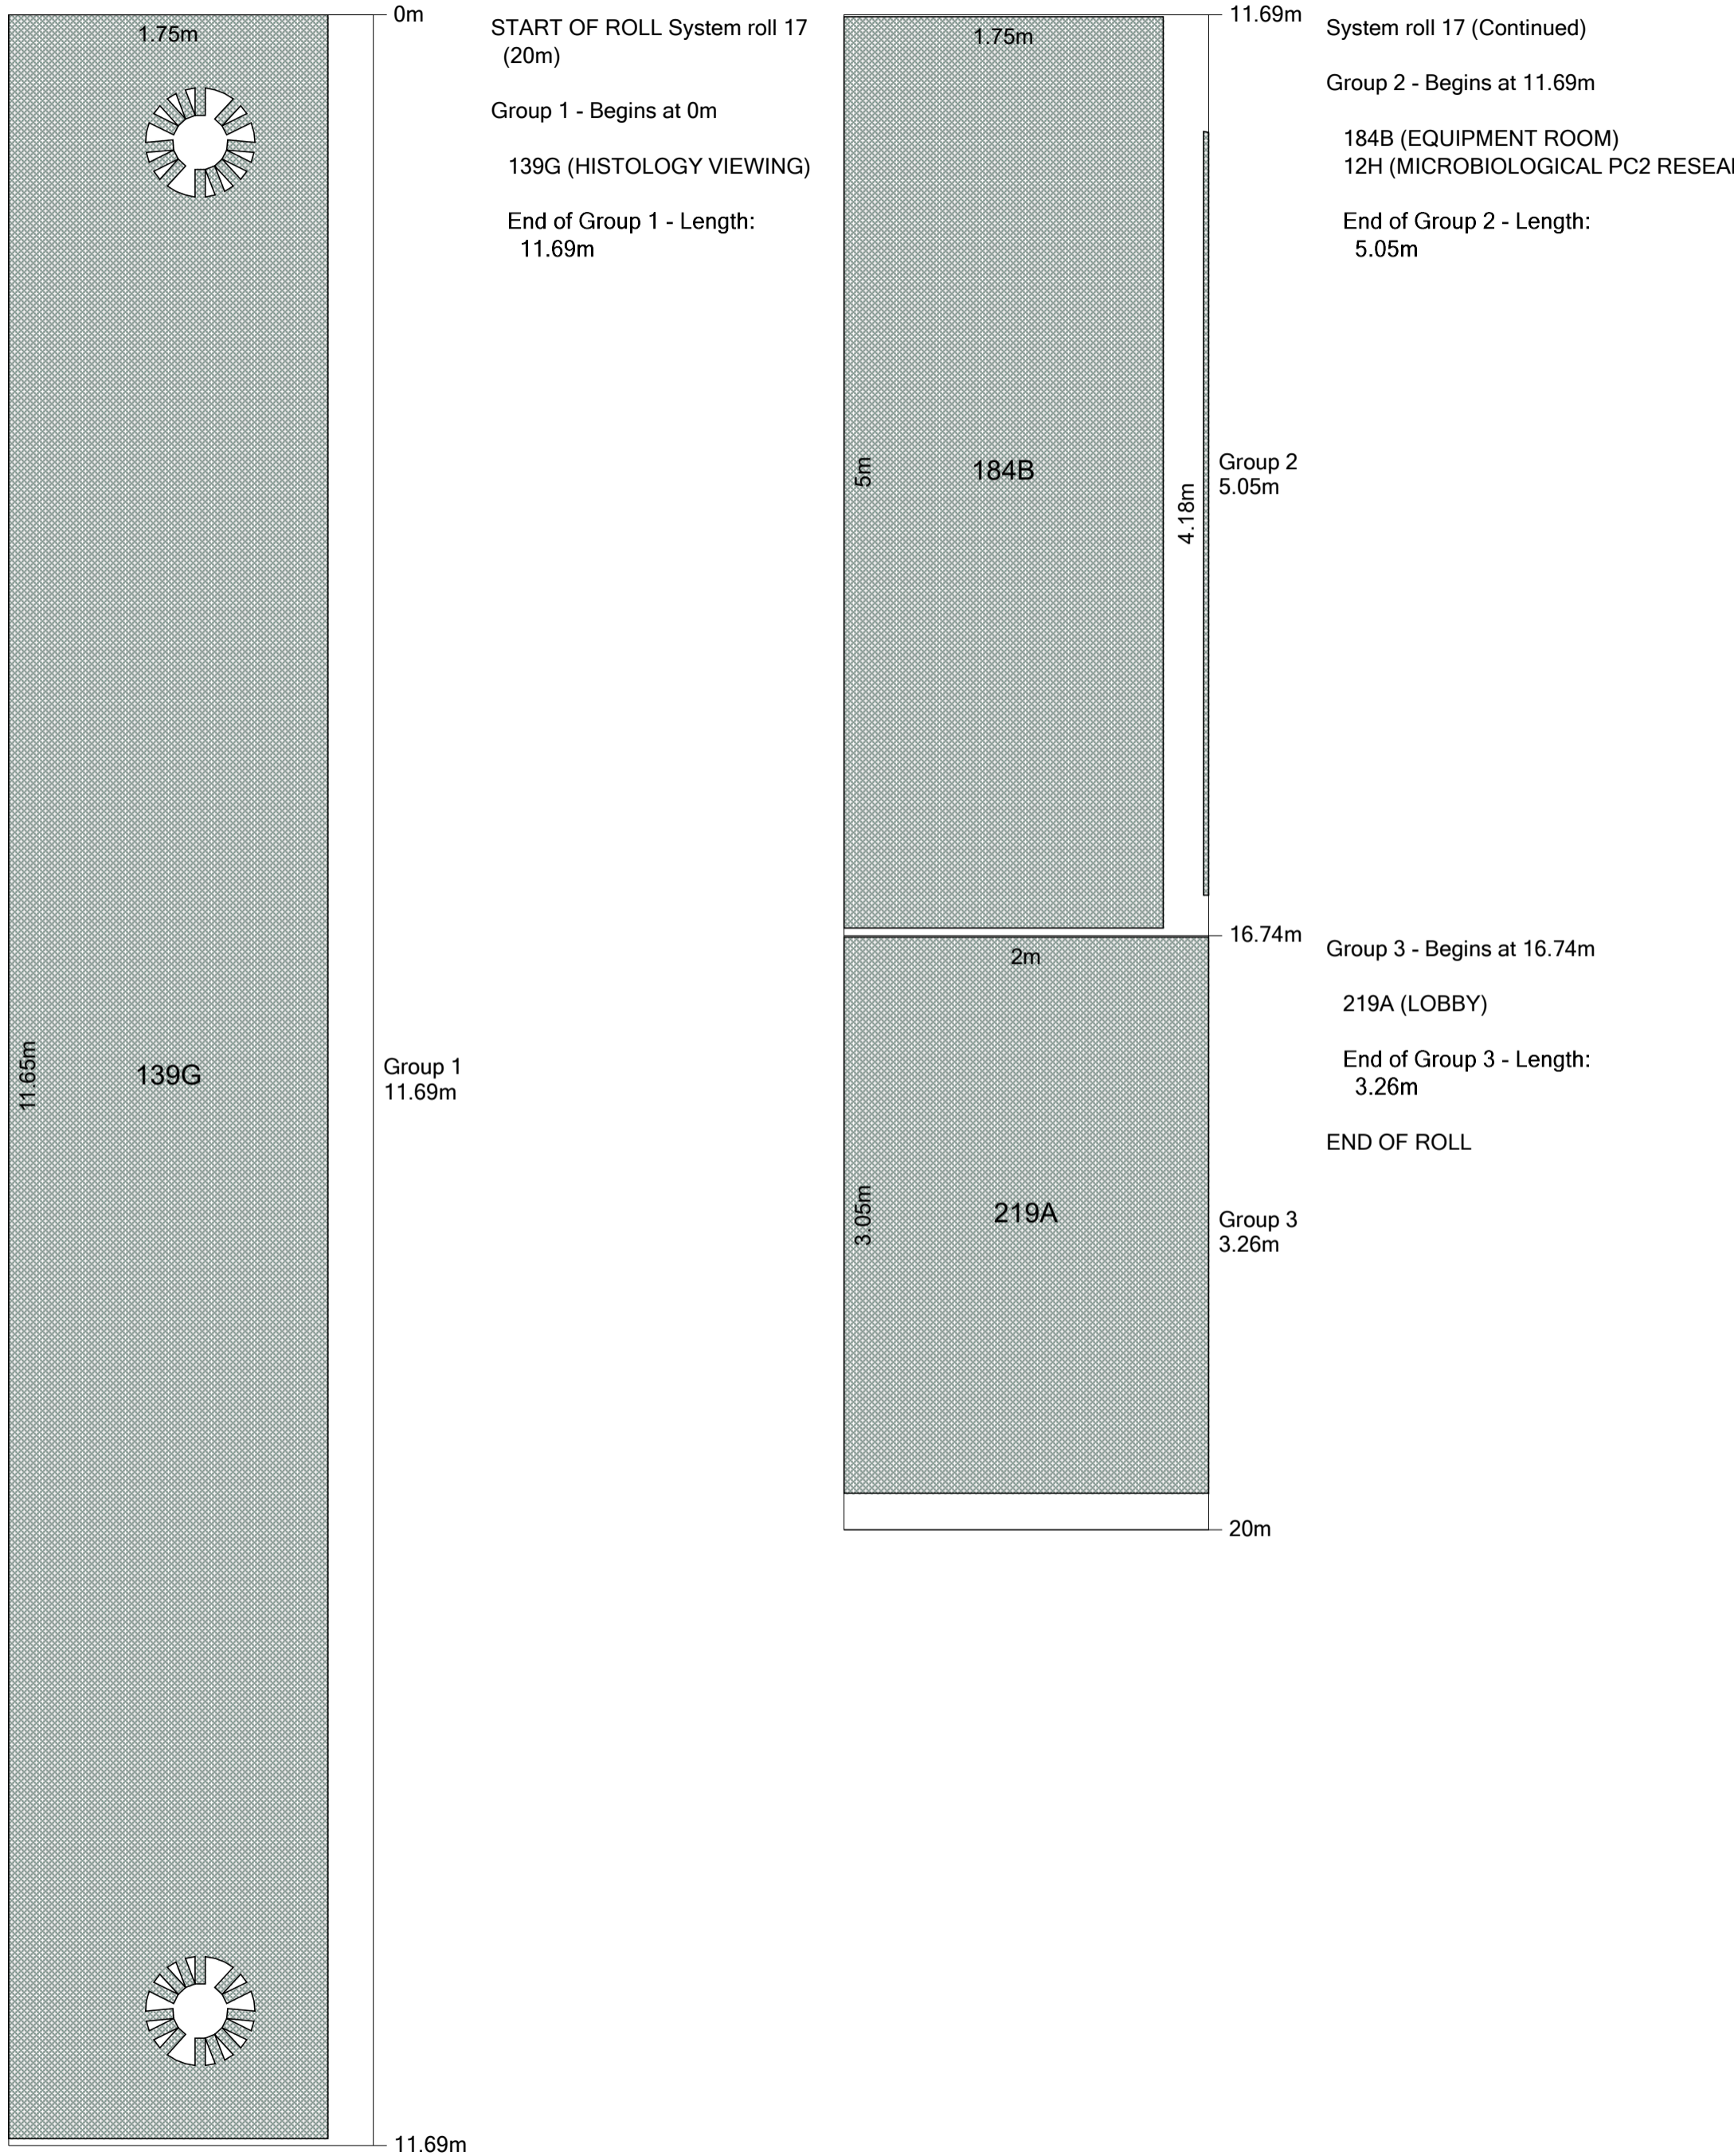 0m
1.75m
START OF ROLL System roll 17
(20m)
Group 1 - Begins at 0m
139G (HISTOLOGY VIEWING)
End of Group 1 - Length:
11.69m
11.65m
139G
Group 1
11.69m
11.69m
11.69m
1.75m
System roll 17 (Continued)
Group 2 - Begins at 11.69m
184B (EQUIPMENT ROOM)
12H (MICROBIOLOGICAL PC2 RESEA
End of Group 2 - Length:
5.05m
5m
184B
4.18m
Group 2
5.05m
16.74m
2m
Group 3 - Begins at 16.74m
219A (LOBBY)
End of Group 3 - Length:
3.26m
END OF ROLL
3.05m
219A
Group 3
3.26m
20m